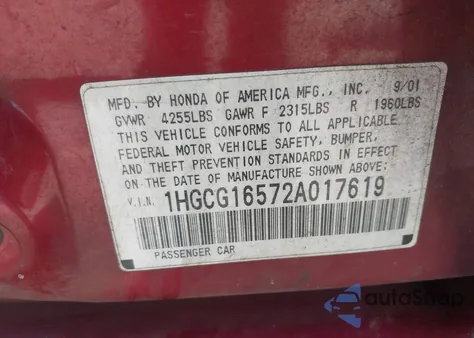 MFD. BY HONDA OF AMERICA MFG., INC. 9/01
GVWR 4255LBS GAWR F 2315LBS R 1960LBS
THIS VEHICLE CONFORMS TO ALL APPLICABLE
FEDERAL MOTOR VEHICLE SAFETY, BUMPER,
AND THEFT PREVENTION STANDARDS IN EFFECT
ON THE DATE OF MANUFACTURE SHOWN ABOVE.
V.I.N. 1HGCG16572A017619
PASSENGER CAR
autoShop